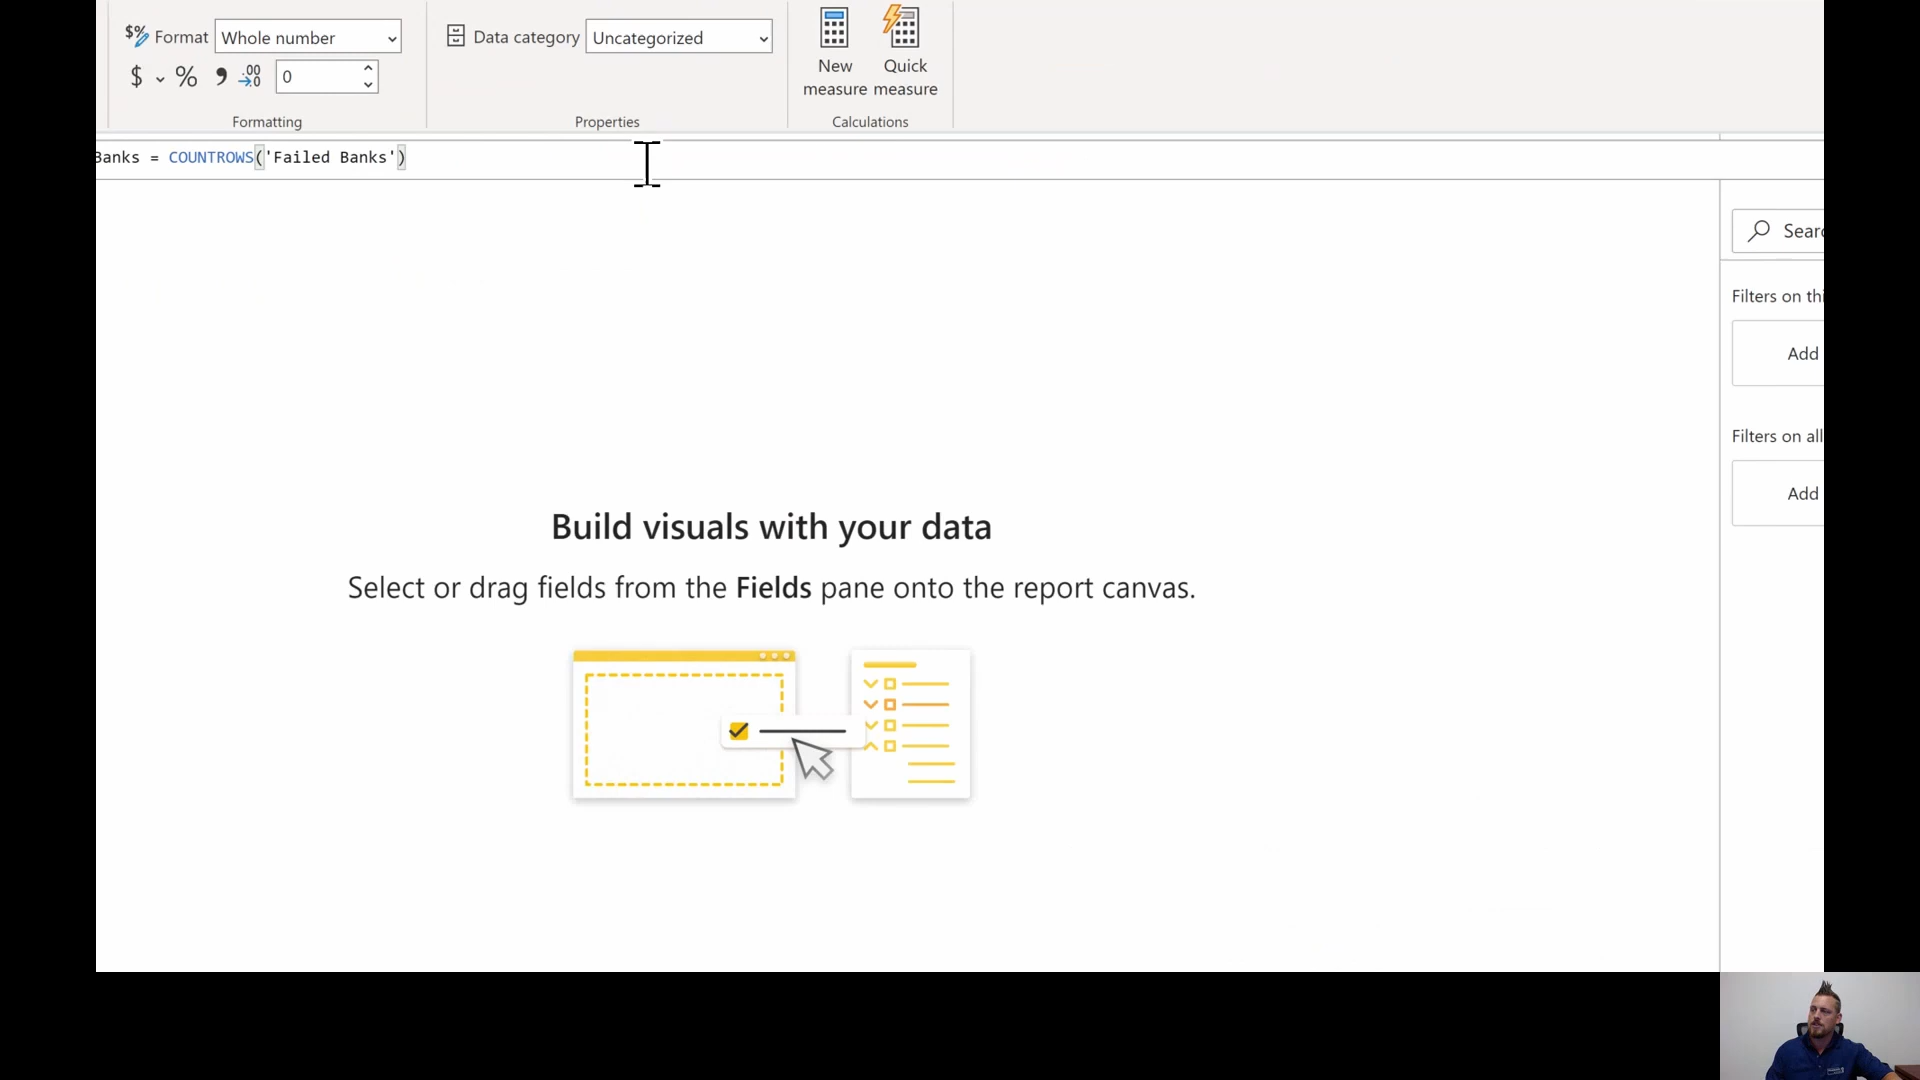 Format Whole number
Data category Uncategorized
New measure
Quick measure
$ % , .00 0
Formatting
Properties
Calculations
Banks = COUNTROWS('Failed Banks')
Sear
Filters on thi
Add
Filters on all
Add
Build visuals with your data
Select or drag fields from the Fields pane onto the report canvas.